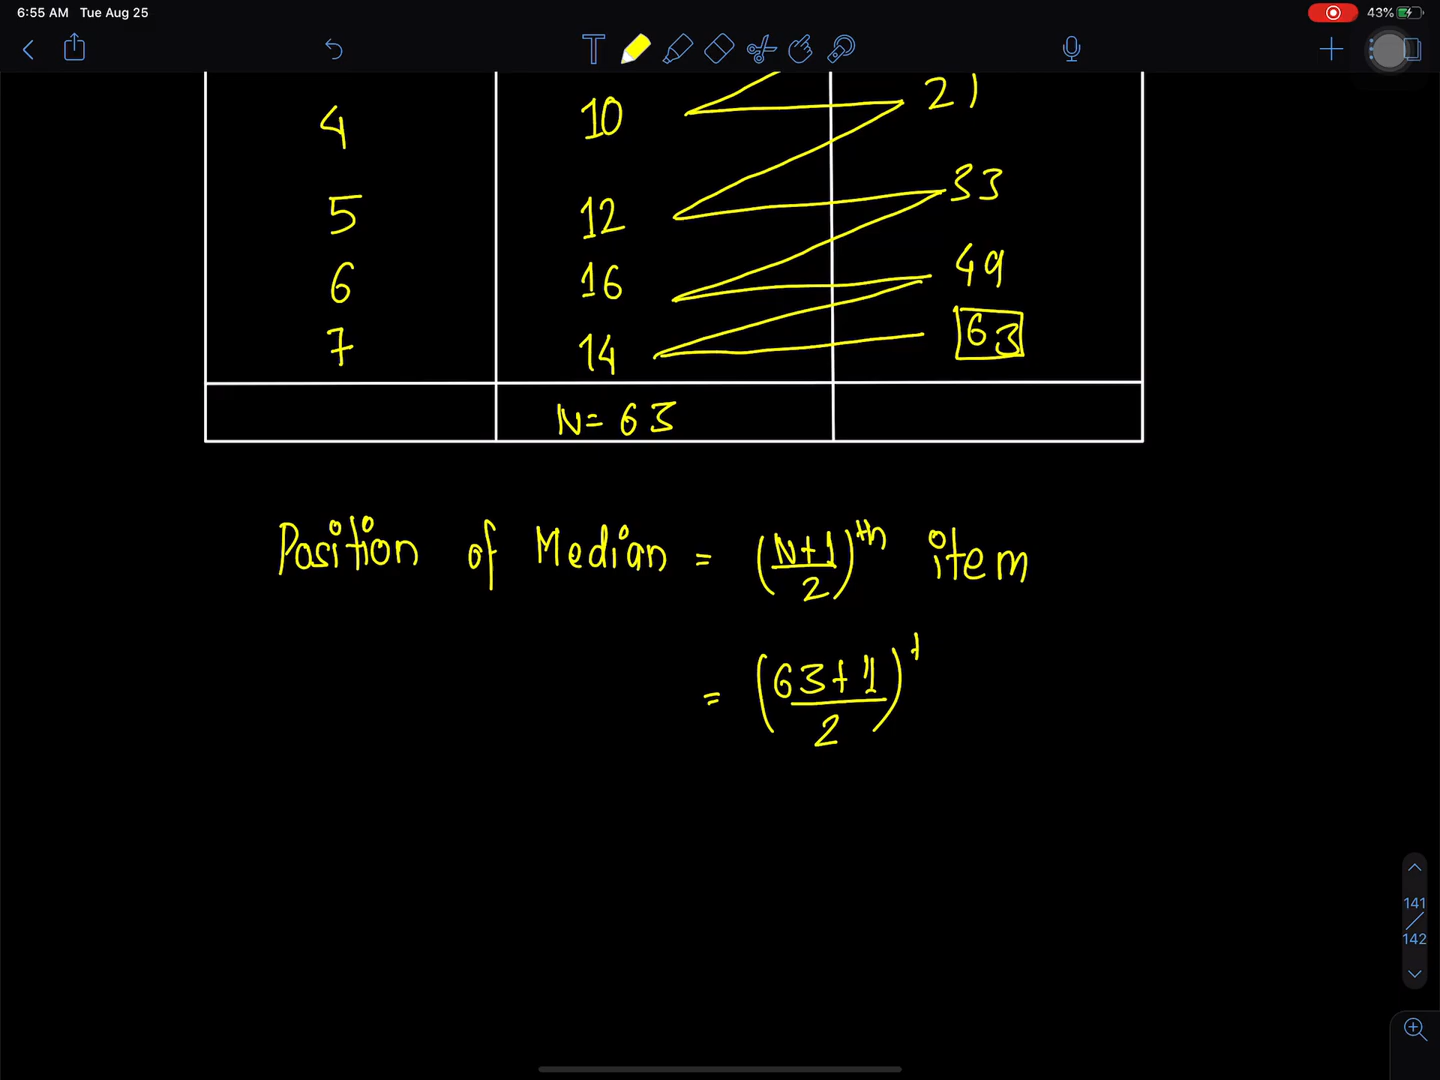 6:55 AM Tue Aug 25 43%
4 10 21
5 12 33
6 16 49
7 14 63
N= 63
Position of Median = (N+1/2)th item
= (63+1/2)t
141
142